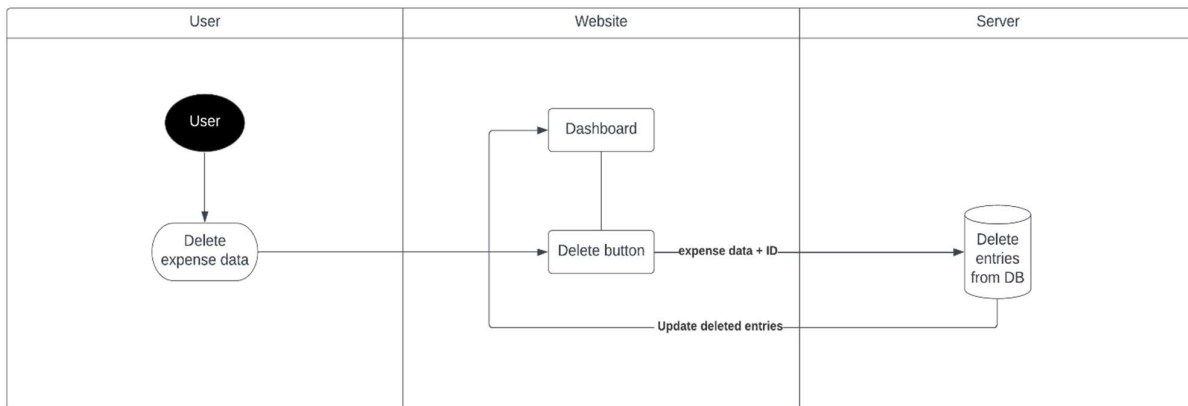 User
Website
Server
User
Dashboard
Delete
expense data
Delete button
expense data + ID
Delete
entries
from DB
Update deleted entries